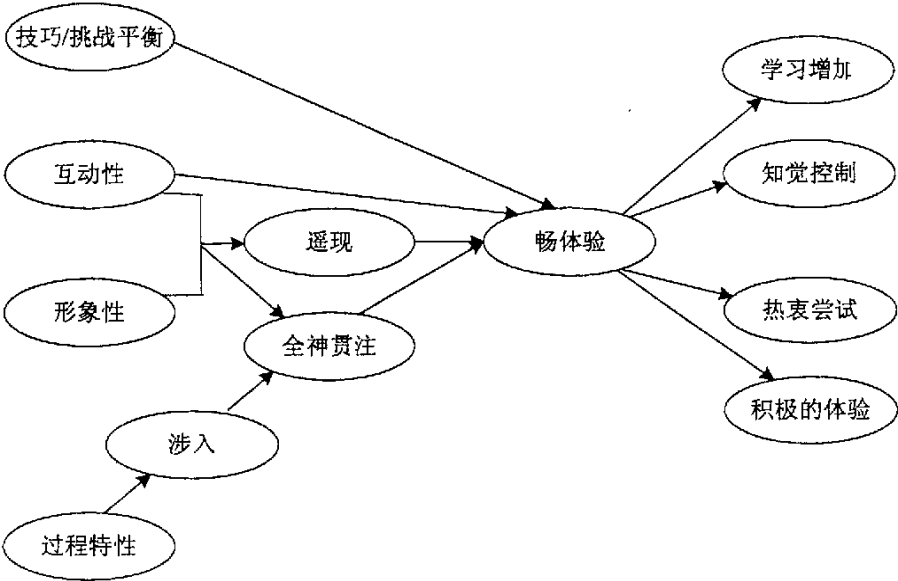 技巧/挑战平衡
学习增加
互动性
知觉控制
遥现
畅体验
形象性
热衷尝试
全神贯注
积极的体验
涉入
过程特性